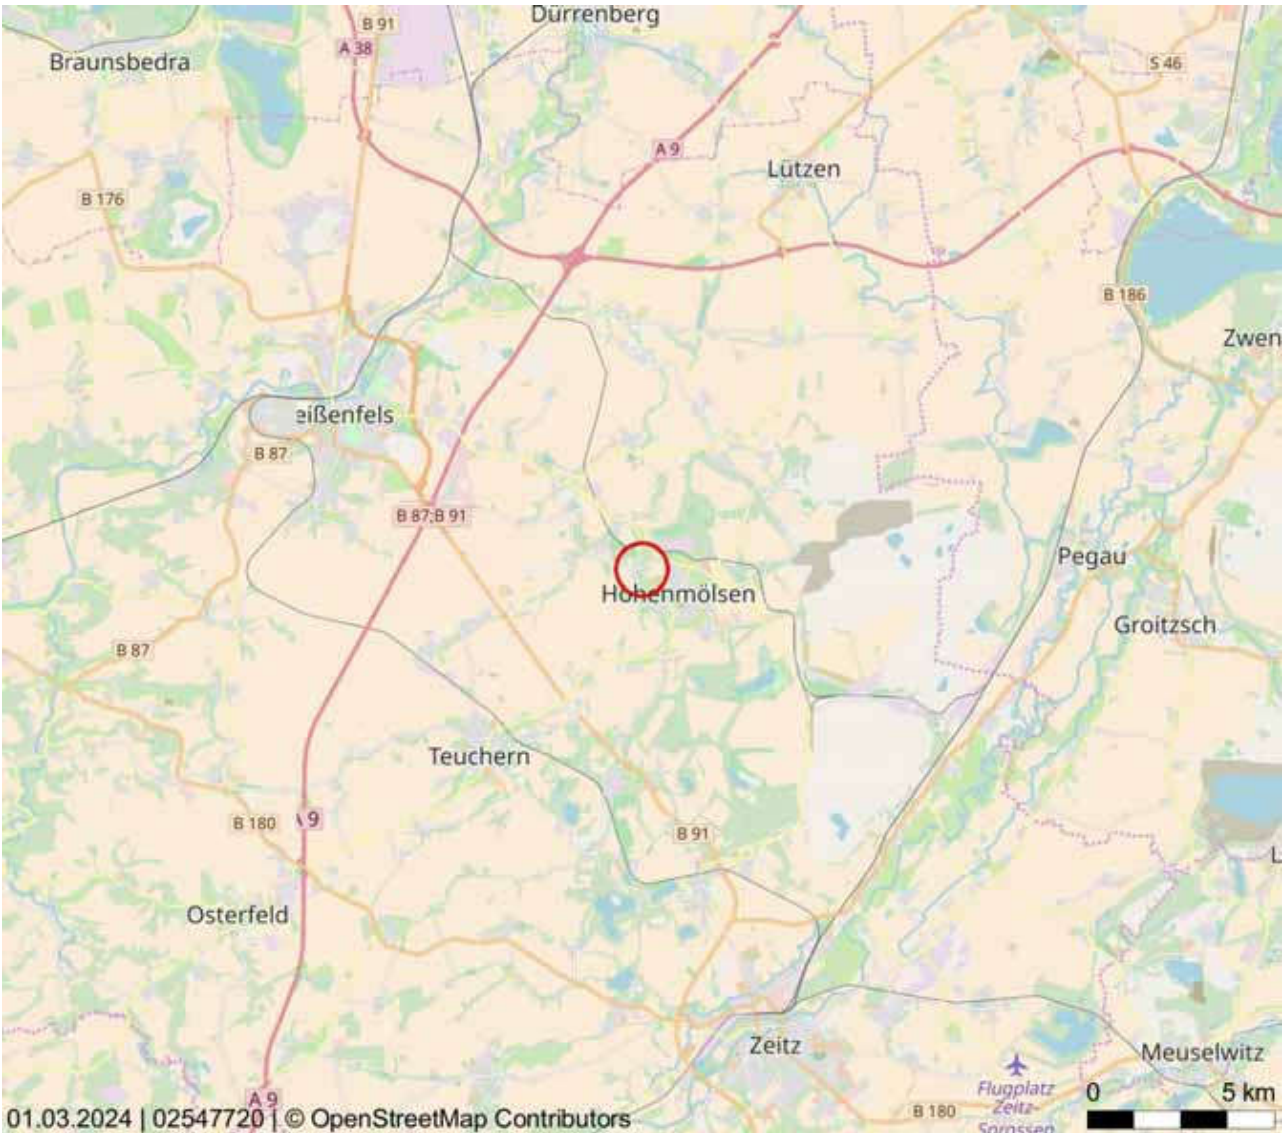 Dürrenberg
B 91
A 38
Braunsbedra
S 46
A 9
Lützen
B 176
B 186
Zwen
eißenfels
B 87
B 87;B 91
Pegau
Hohenmölsen
Groitzsch
B 87
Teuchern
B 180
A 9
B 91
L
Osterfeld
Zeitz
Meuselwitz
Flugplatz
Zeitz-
Sprossen
0 5 km
A 9
B 180
01.03.2024 | 02547720 | © OpenStreetMap Contributors